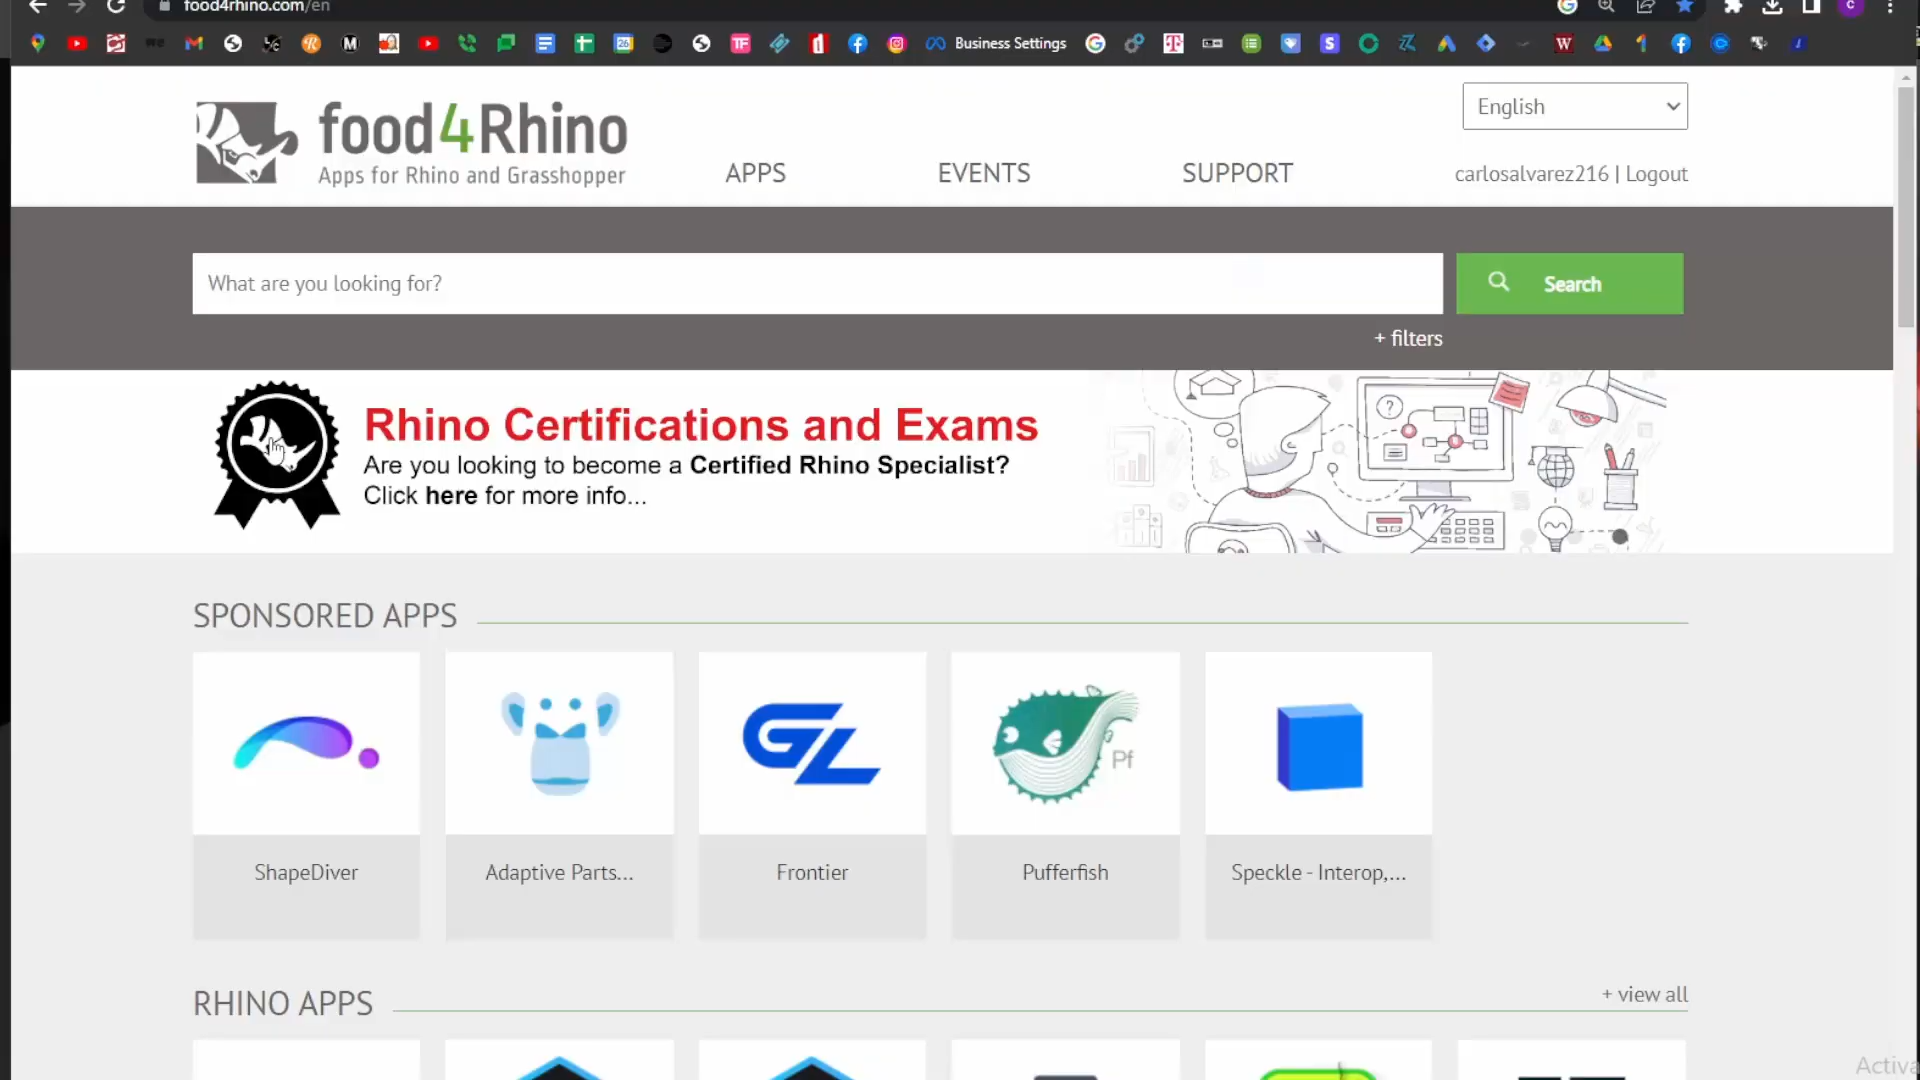 food4rhino.com/en
Business Settings
food4Rhino
Apps for Rhino and Grasshopper
APPS
EVENTS
SUPPORT
English
carlosalvarez216 | Logout
What are you looking for?
Search
+ filters
Rhino Certifications and Exams
Are you looking to become a Certified Rhino Specialist?
Click here for more info...
SPONSORED APPS
Pf
ShapeDiver
Adaptive Parts...
Frontier
Pufferfish
Speckle - Interop,...
RHINO APPS
+ view all
Activa